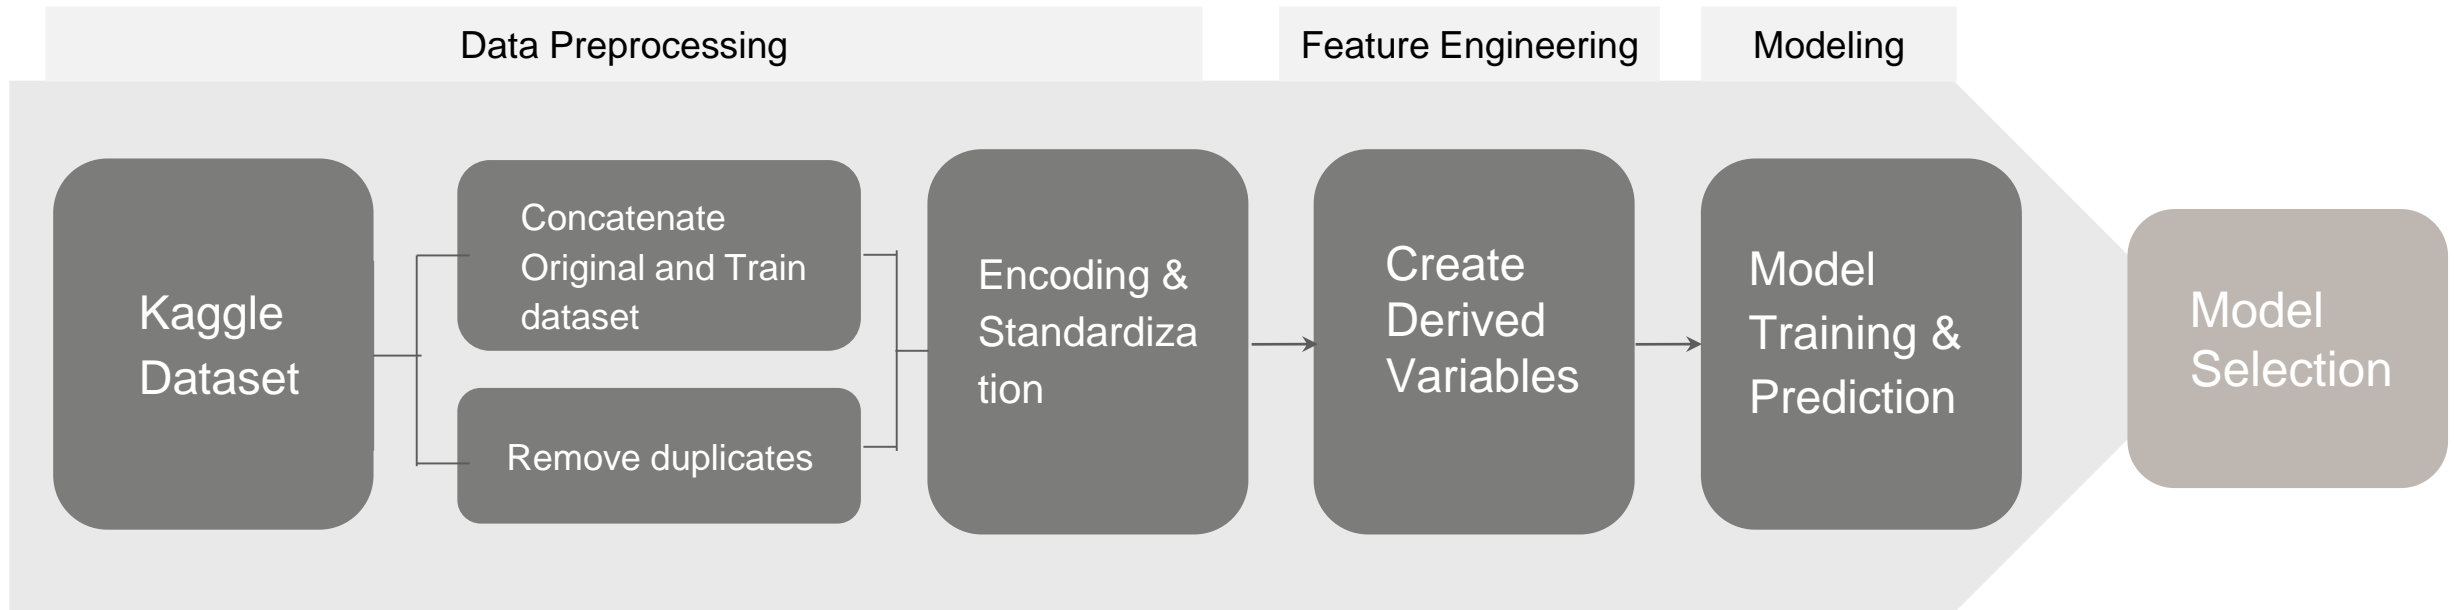 Data Preprocessing
Feature Engineering
Modeling
Kaggle
Dataset
Concatenate
Original and Train
dataset
Remove duplicates
Encoding &
Standardiza
tion
Create
Derived
Variables
Model
Training &
Prediction
Model
Selection